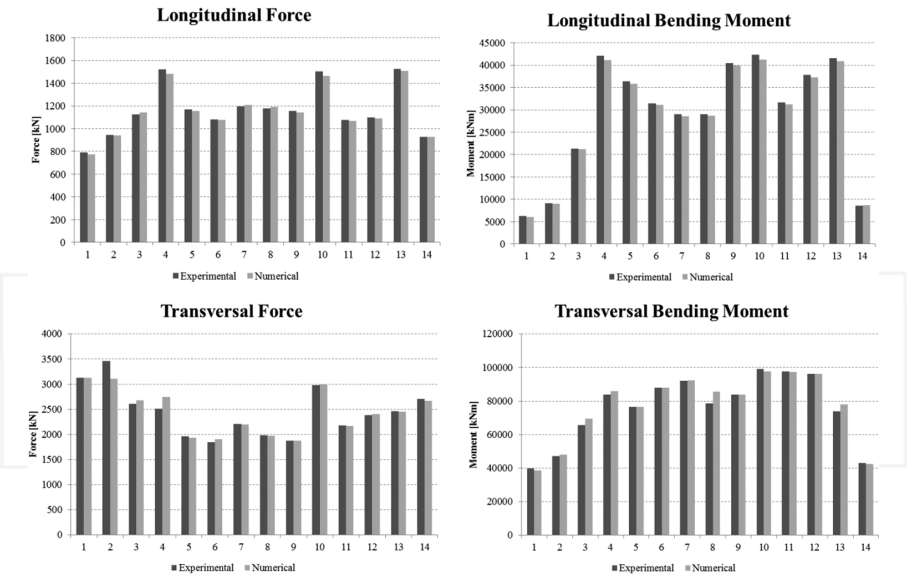 Longitudinal Force
1800
1600
1400
1200
1000
800
600
400
200
0
Force [kN]
1 2 3 4 5 6 7 8 9 10 11 12 13 14
Experimental Numerical
Longitudinal Bending Moment
45000
40000
35000
30000
25000
20000
15000
10000
5000
0
Moment [kNm]
1 2 3 4 5 6 7 8 9 10 11 12 13 14
Experimental Numerical
Transversal Force
4000
3500
3000
2500
2000
1500
1000
500
0
Force [kN]
1 2 3 4 5 6 7 8 9 10 11 12 13 14
Experimental Numerical
Transversal Bending Moment
120000
100000
80000
60000
40000
20000
0
Moment [kNm]
1 2 3 4 5 6 7 8 9 10 11 12 13 14
Experimental Numerical